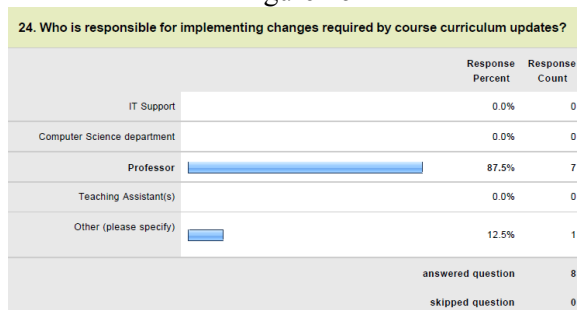 24. Who is responsible for implementing changes required by course curriculum updates?
Response Percent Response Count
IT Support 0.0% 0
Computer Science department 0.0% 0
Professor 87.5% 7
Teaching Assistant(s) 0.0% 0
Other (please specify) 12.5% 1
answered question 8
skipped question 0